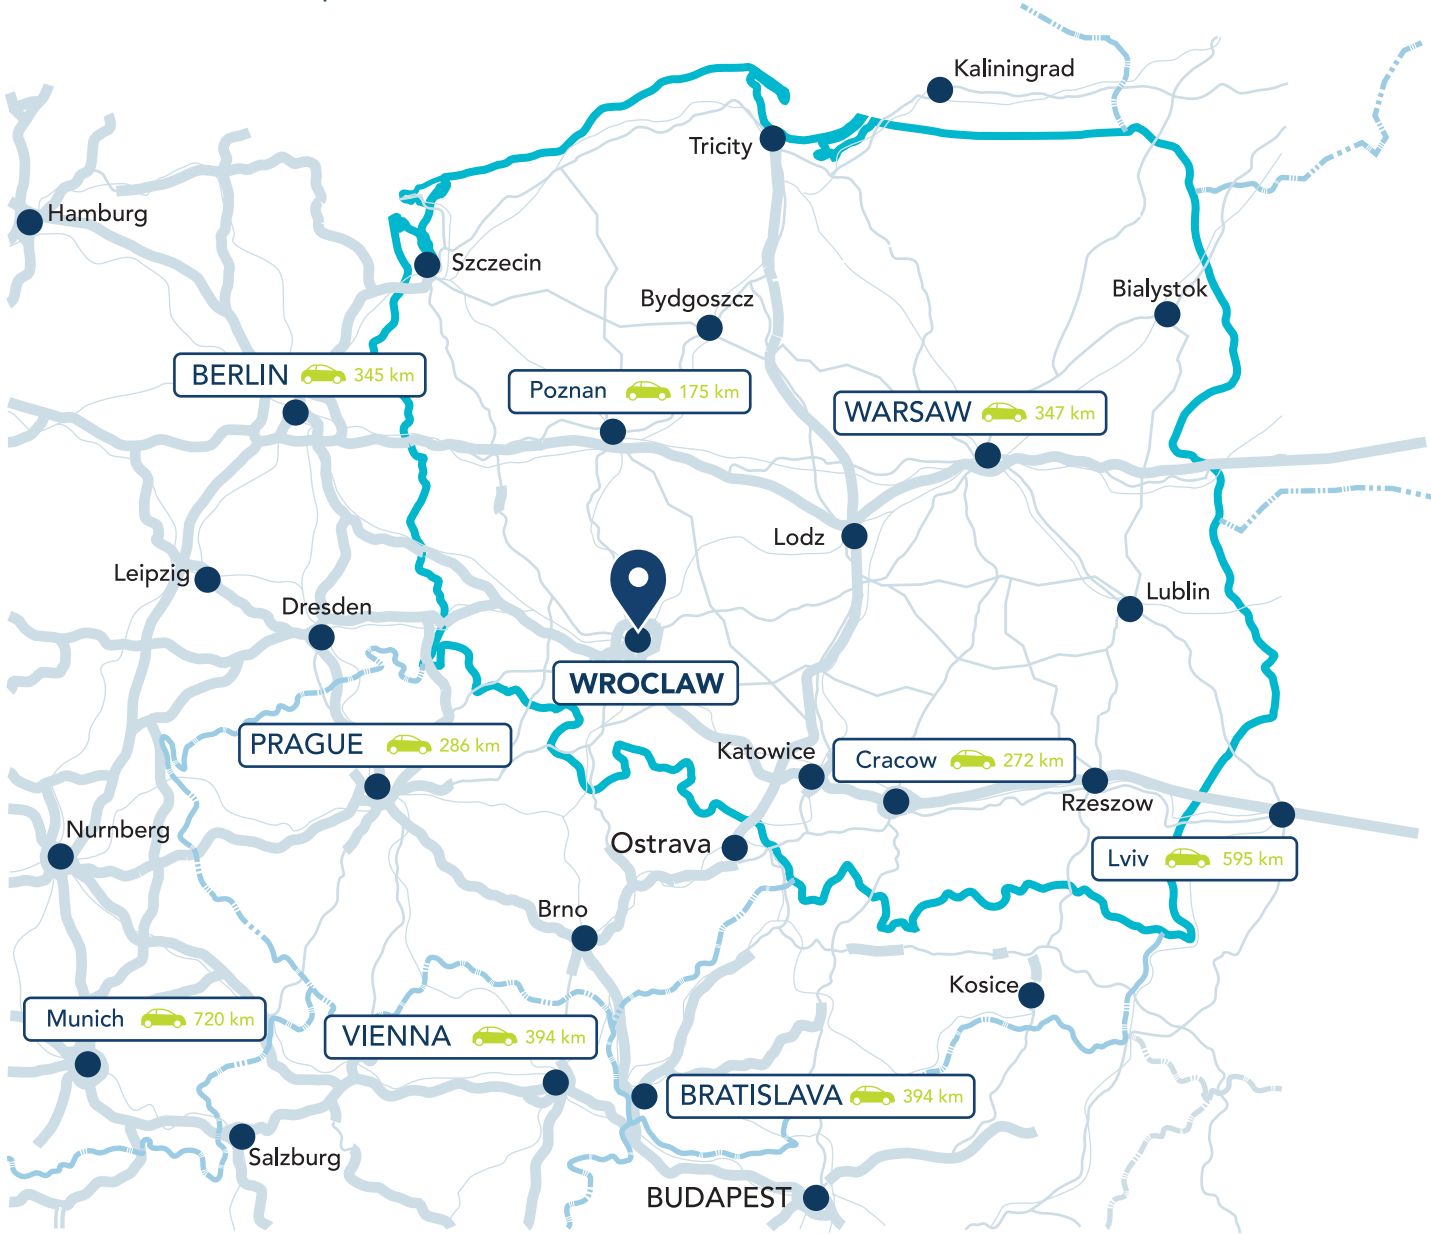 Kaliningrad
Tricity
Hamburg
Szczecin
Bialystok
Bydgoszcz
BERLIN 345 km
Poznan 175 km
WARSAW 347 km
Lodz
Leipzig
Lublin
Dresden
WROCLAW
PRAGUE 286 km
Katowice
Cracow 272 km
Rzeszow
Nurnberg
Ostrava
Lviv 595 km
Brno
Kosice
Munich 720 km
VIENNA 394 km
BRATISLAVA 394 km
Salzburg
BUDAPEST